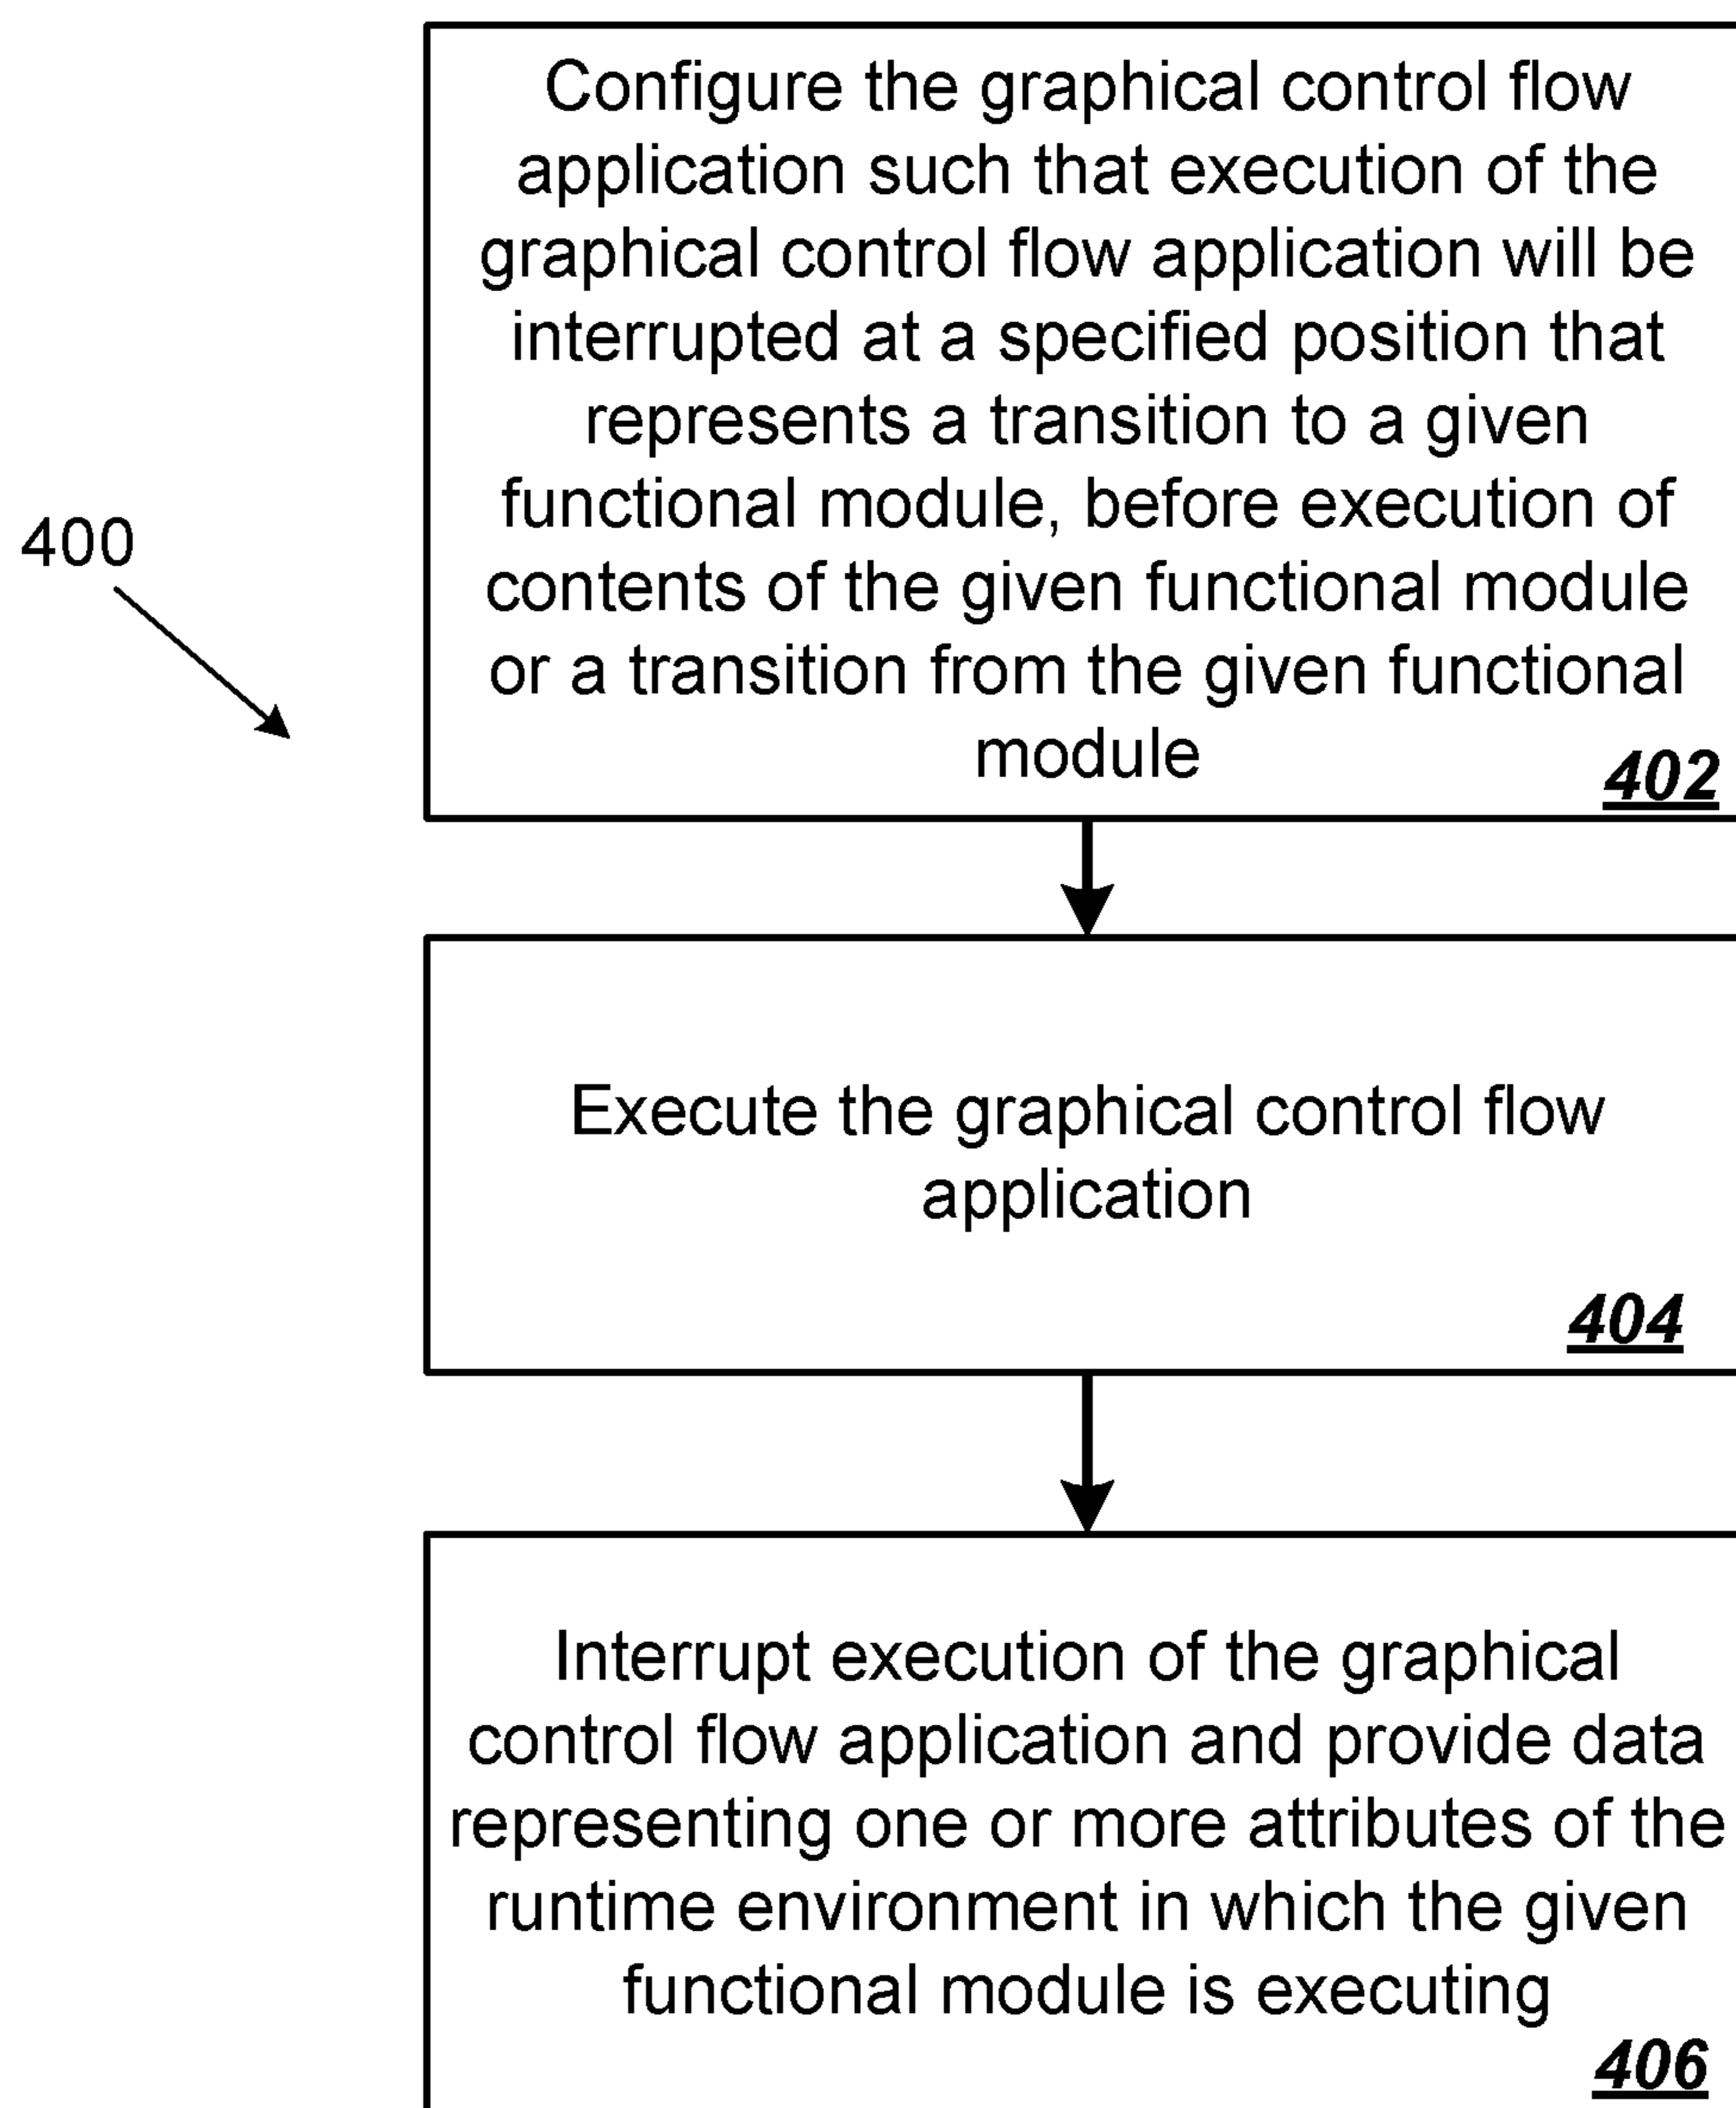 Configure the graphical control flow
application such that execution of the
graphical control flow application will be
interrupted at a specified position that
represents a transition to a given
functional module, before execution of
contents of the given functional module
or a transition from the given functional
module
402
400
Execute the graphical control flow
application
404
Interrupt execution of the graphical
control flow application and provide data
representing one or more attributes of the
runtime environment in which the given
functional module is executing
406